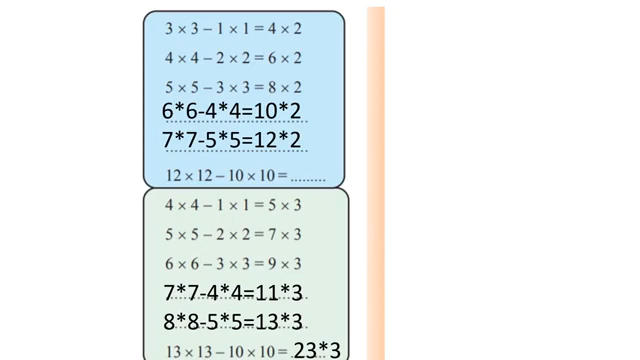 3 × 3 – 1 × 1 = 4 × 2
4 × 4 – 2 × 2 = 6 × 2
5 × 5 – 3 × 3 = 8 × 2
6*6-4*4=10*2
7*7-5*5=12*2
12 × 12 – 10 × 10 = .........
4 × 4 – 1 × 1 = 5 × 3
5 × 5 – 2 × 2 = 7 × 3
6 × 6 – 3 × 3 = 9 × 3
7*7-4*4=11*3
8*8-5*5=13*3
13 × 13 – 10 × 10 = 23*3